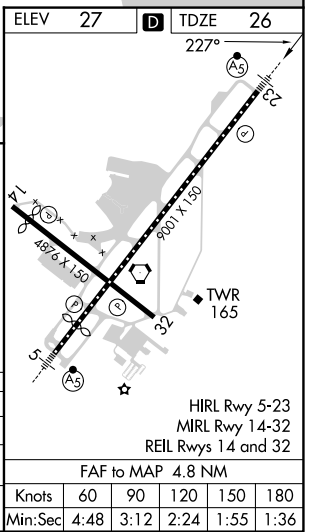 ELEV 27 D TDZE 26
227°
A5
23
P
14
P
9001 X 150
4876 X 150
TWR
165
P
P
32
5
A5
HIRL Rwy 5-23
MIRL Rwy 14-32
REIL Rwys 14 and 32
FAF to MAP 4.8 NM
Knots 60 90 120 150 180
Min:Sec 4:48 3:12 2:24 1:55 1:36